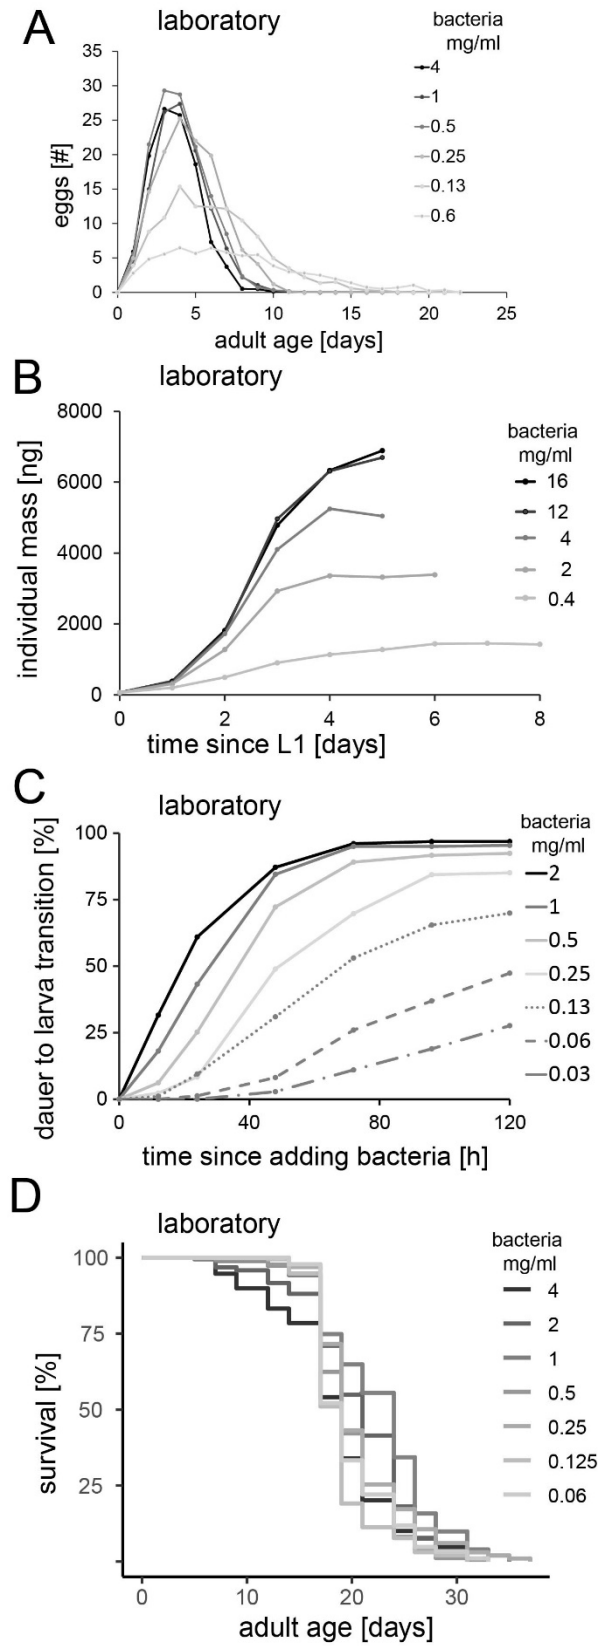 A
laboratory
bacteria
mg/ml
4
1
0.5
0.25
0.13
0.6
35
30
25
20
15
10
5
0
eggs [#]
0 5 10 15 20 25
adult age [days]
B
laboratory
bacteria
mg/ml
16
12
4
2
0.4
8000
6000
4000
2000
0
individual mass [ng]
0 2 4 6 8
time since L1 [days]
C
laboratory
bacteria
mg/ml
2
1
0.5
0.25
0.13
0.06
0.03
100
75
50
25
0
dauer to larva transition [%]
0 40 80 120
time since adding bacteria [h]
D
laboratory
bacteria
mg/ml
4
2
1
0.5
0.25
0.125
0.06
100
75
50
25
survival [%]
0 10 20 30
adult age [days]